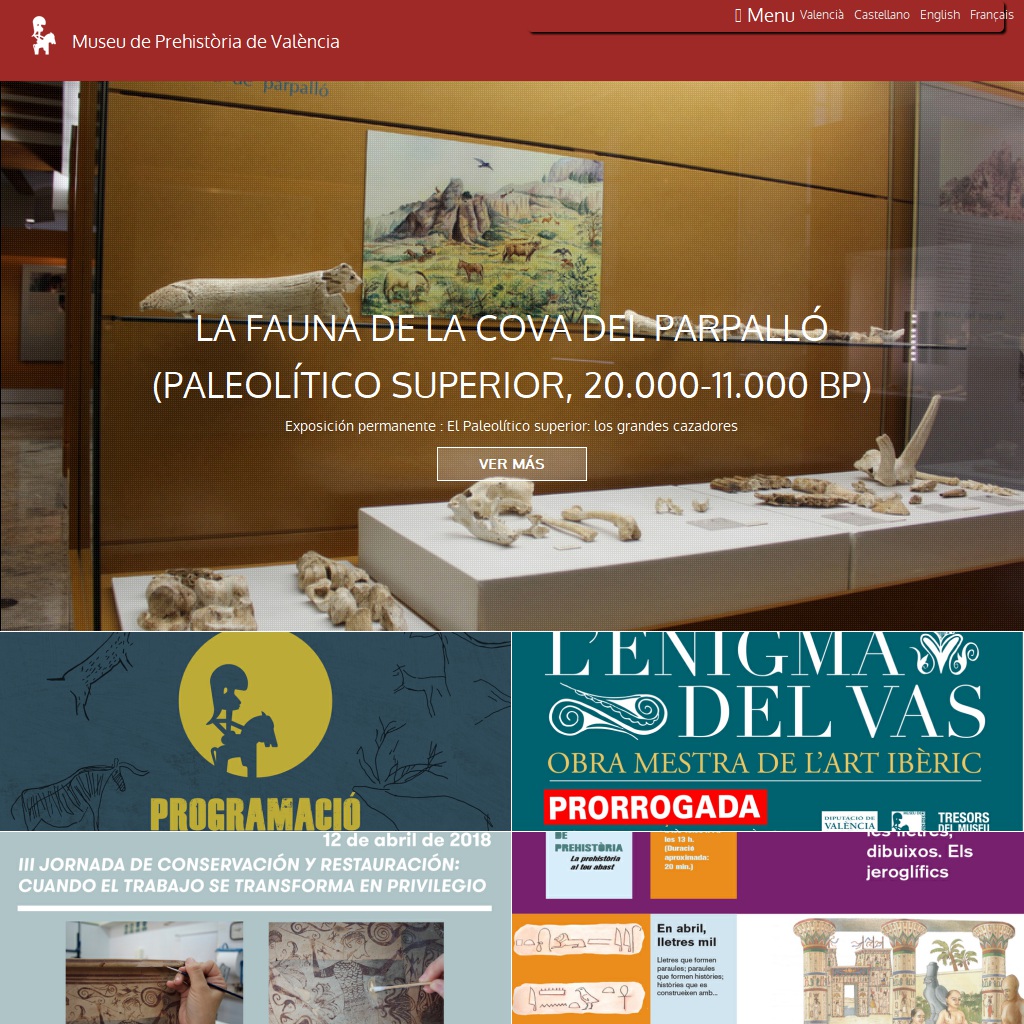 Menu Valencià Castellano English Français
Museu de Prehistòria de València
de parpalló
LA FAUNA DE LA COVA DEL PARPALLÓ
(PALEOLÍTICO SUPERIOR, 20.000-11.000 BP)
Exposición permanente : El Paleolítico superior: los grandes cazadores
VER MÁS
PROGRAMACIÓ
L'ENIGMA
DEL VAS
OBRA MESTRA DE L'ART IBÈRIC
PRORROGADA
DIPUTACIÓ DE
VALÈNCIA
TRESORS
DEL MUSEU
12 de abril de 2018
III JORNADA DE CONSERVACIÓN Y RESTAURACIÓN:
CUANDO EL TRABAJO SE TRANSFORMA EN PRIVILEGIO
DE
PREHISTÒRIA
La prehistòria
al teu abast
les 13 h.
(Duració
aproximada:
20 min.)
les lletres,
dibuixos. Els
jeroglífics
En abril,
lletres mil
Lletres que formen
paraules; paraules
que formen històries;
històries que es
construeixen amb...